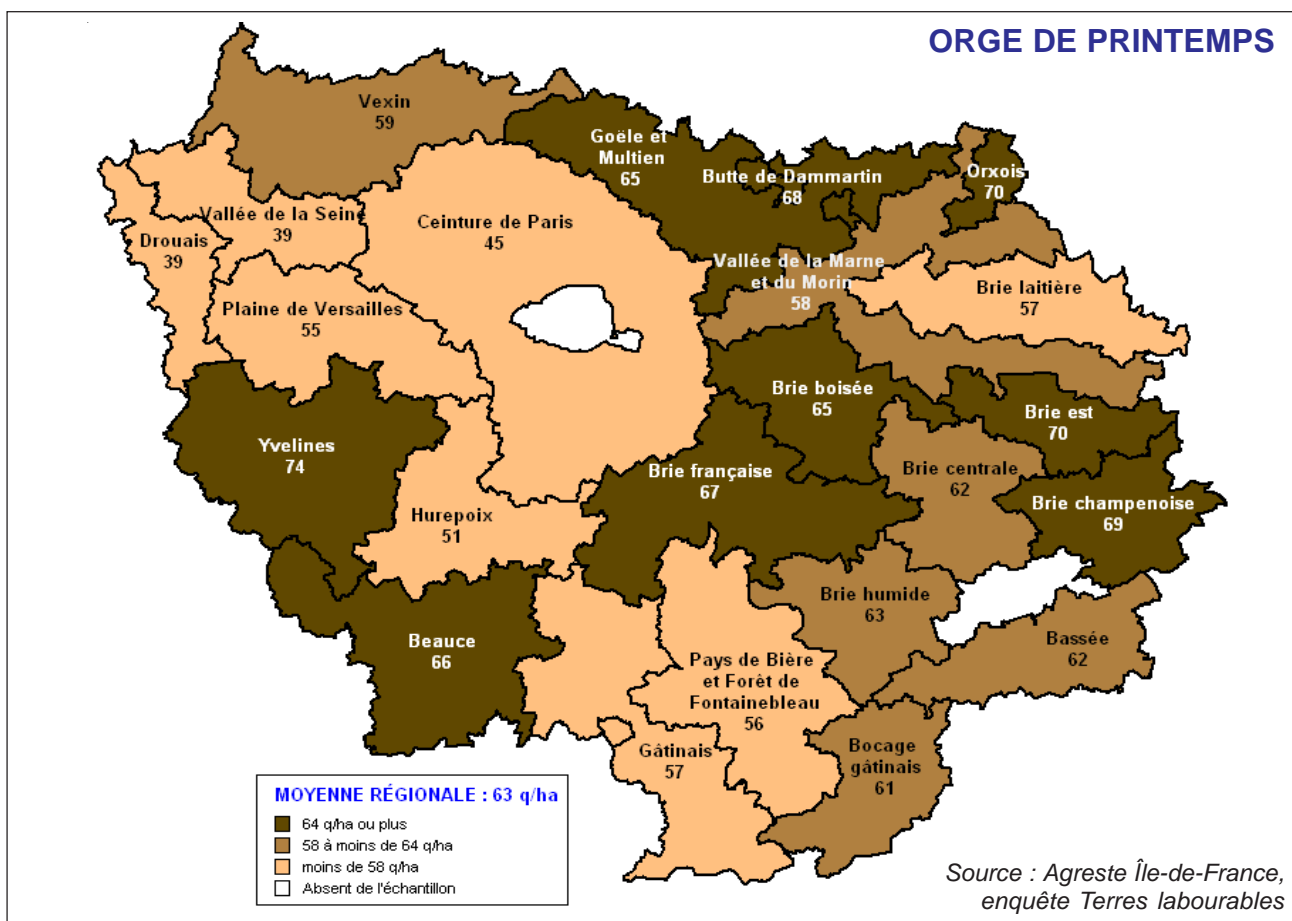 ORGE DE PRINTEMPS
Vexin
59
Goële et
Multien
65
Butte de Dammartin
68
Orxois
70
Vallée de la Seine
39
Drouais
39
Ceinture de Paris
45
Vallée de la Marne
et du Morin
58
Brie laitière
57
Plaine de Versailles
55
Brie boisée
65
Brie est
70
Yvelines
74
Brie française
67
Brie centrale
62
Brie champenoise
69
Hurepoix
51
Brie humide
63
Beauce
66
Bassée
62
Pays de Bière
et Forêt de
Fontainebleau
56
Gâtinais
57
Bocage
gâtinais
61
MOYENNE RÉGIONALE : 63 q/ha
64 q/ha ou plus
58 à moins de 64 q/ha
moins de 58 q/ha
Absent de l'échantillon
Source : Agreste Île-de-France,
enquête Terres labourables